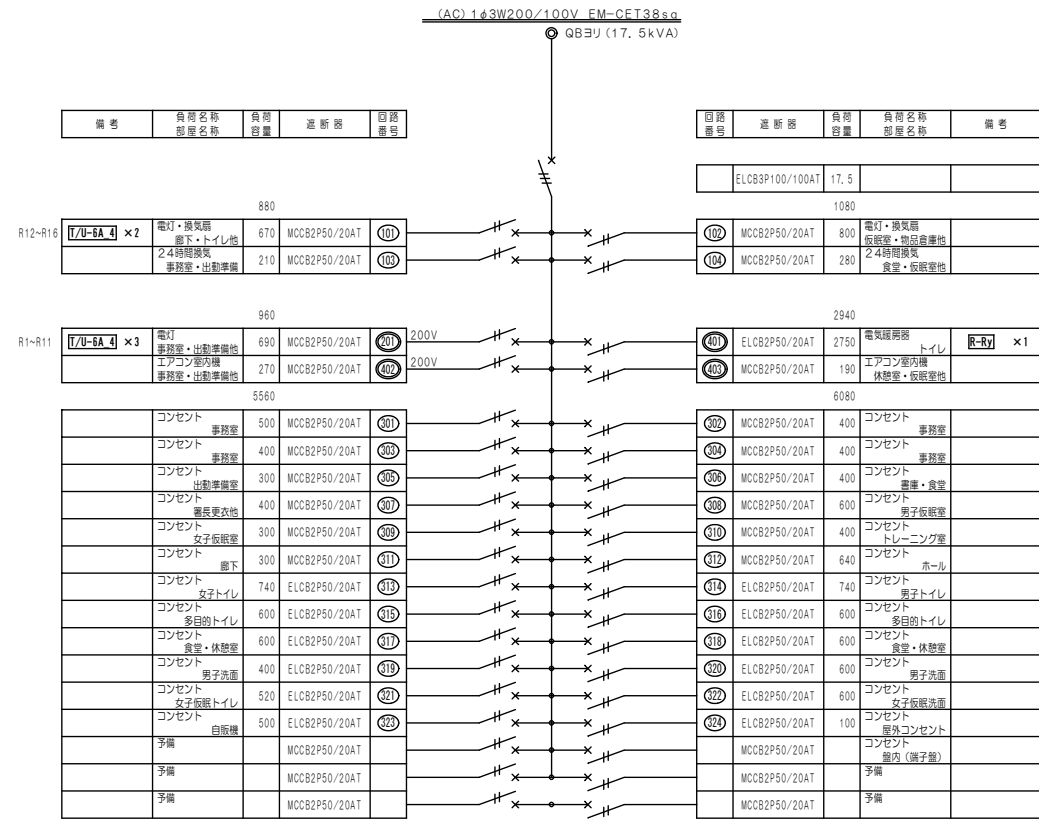 (AC) 1φ3W200/100V EM-CET38sq
QBヨリ(17.5kVA)
備考 負荷名称 負荷 遮断器 回路
部屋名称 容量 番号
回路 遮断器 負荷 負荷名称 備考
番号 容量 部屋名称
ELCB3P100/100AT 17.5
880
R12~R16 T/U-6A_4 ×2 電灯・換気扇 670 MCCB2P50/20AT 101
廊下・トイレ他
24時間換気 210 MCCB2P50/20AT 103
事務室・出動準備
1080
102 MCCB2P50/20AT 800 電灯・換気扇
仮眠室・物品倉庫他
104 MCCB2P50/20AT 280 24時間換気
食堂・仮眠室他
960
R1~R11 T/U-6A_4 ×3 電灯 690 MCCB2P50/20AT 201 200V
事務室・出動準備他
エアコン室内機 270 MCCB2P50/20AT 402 200V
事務室・出動準備他
2940
401 ELCB2P50/20AT 2750 電気暖房器 R-Ry ×1
トイレ
403 MCCB2P50/20AT 190 エアコン室内機
休憩室・仮眠室他
5560
コンセント 500 MCCB2P50/20AT 301
事務室
コンセント 400 MCCB2P50/20AT 303
事務室
コンセント 300 MCCB2P50/20AT 305
出動準備室
コンセント 400 MCCB2P50/20AT 307
署長更衣他
コンセント 300 MCCB2P50/20AT 309
女子仮眠室
コンセント 300 MCCB2P50/20AT 311
廊下
コンセント 740 ELCB2P50/20AT 313
女子トイレ
コンセント 600 ELCB2P50/20AT 315
多目的トイレ
コンセント 600 ELCB2P50/20AT 317
食堂・休憩室
コンセント 400 ELCB2P50/20AT 319
男子洗面
コンセント 520 ELCB2P50/20AT 321
女子仮眠トイレ
コンセント 500 ELCB2P50/20AT 323
自販機
予備 MCCB2P50/20AT
予備 MCCB2P50/20AT
予備 MCCB2P50/20AT
6080
302 MCCB2P50/20AT 400 コンセント
事務室
304 MCCB2P50/20AT 400 コンセント
事務室
306 MCCB2P50/20AT 400 コンセント
書庫・食堂
308 MCCB2P50/20AT 600 コンセント
男子仮眠室
310 MCCB2P50/20AT 400 コンセント
トレーニング室
312 MCCB2P50/20AT 640 コンセント
ホール
314 ELCB2P50/20AT 740 コンセント
男子トイレ
316 ELCB2P50/20AT 600 コンセント
多目的トイレ
318 ELCB2P50/20AT 600 コンセント
食堂・休憩室
320 ELCB2P50/20AT 600 コンセント
男子洗面
322 ELCB2P50/20AT 600 コンセント
女子仮眠洗面
324 ELCB2P50/20AT 100 コンセント
屋外コンセント
MCCB2P50/20AT コンセント
盤内(端子盤)
MCCB2P50/20AT 予備
MCCB2P50/20AT 予備